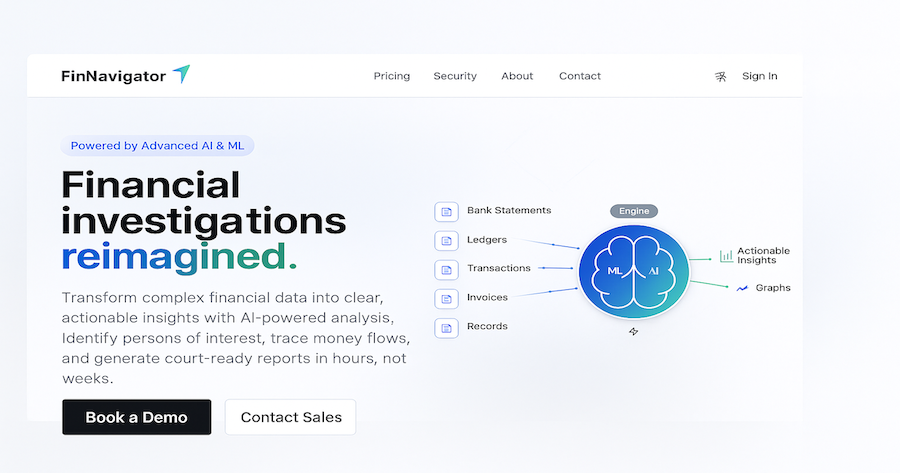 FinNavigator
Pricing Security About Contact
Sign In
Powered by Advanced AI & ML
Financial
investigations
reimagined.
Transform complex financial data into clear,
actionable insights with AI-powered analysis,
Identify persons of interest, trace money flows,
and generate court-ready reports in hours, not
weeks.
Book a Demo
Contact Sales
Bank Statements
Ledgers
Transactions
Invoices
Records
Engine
ML AI
Actionable
Insights
Graphs